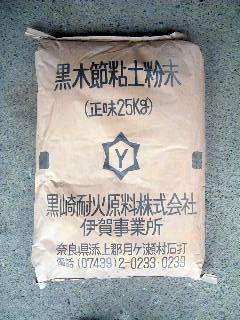 黒木節粘土粉末
(正味25Kg)
Y
黒崎耐火原料株式会社
伊賀事業所
奈良県添上郡月ヶ瀬村石打
電話(07439)2-0233・0239